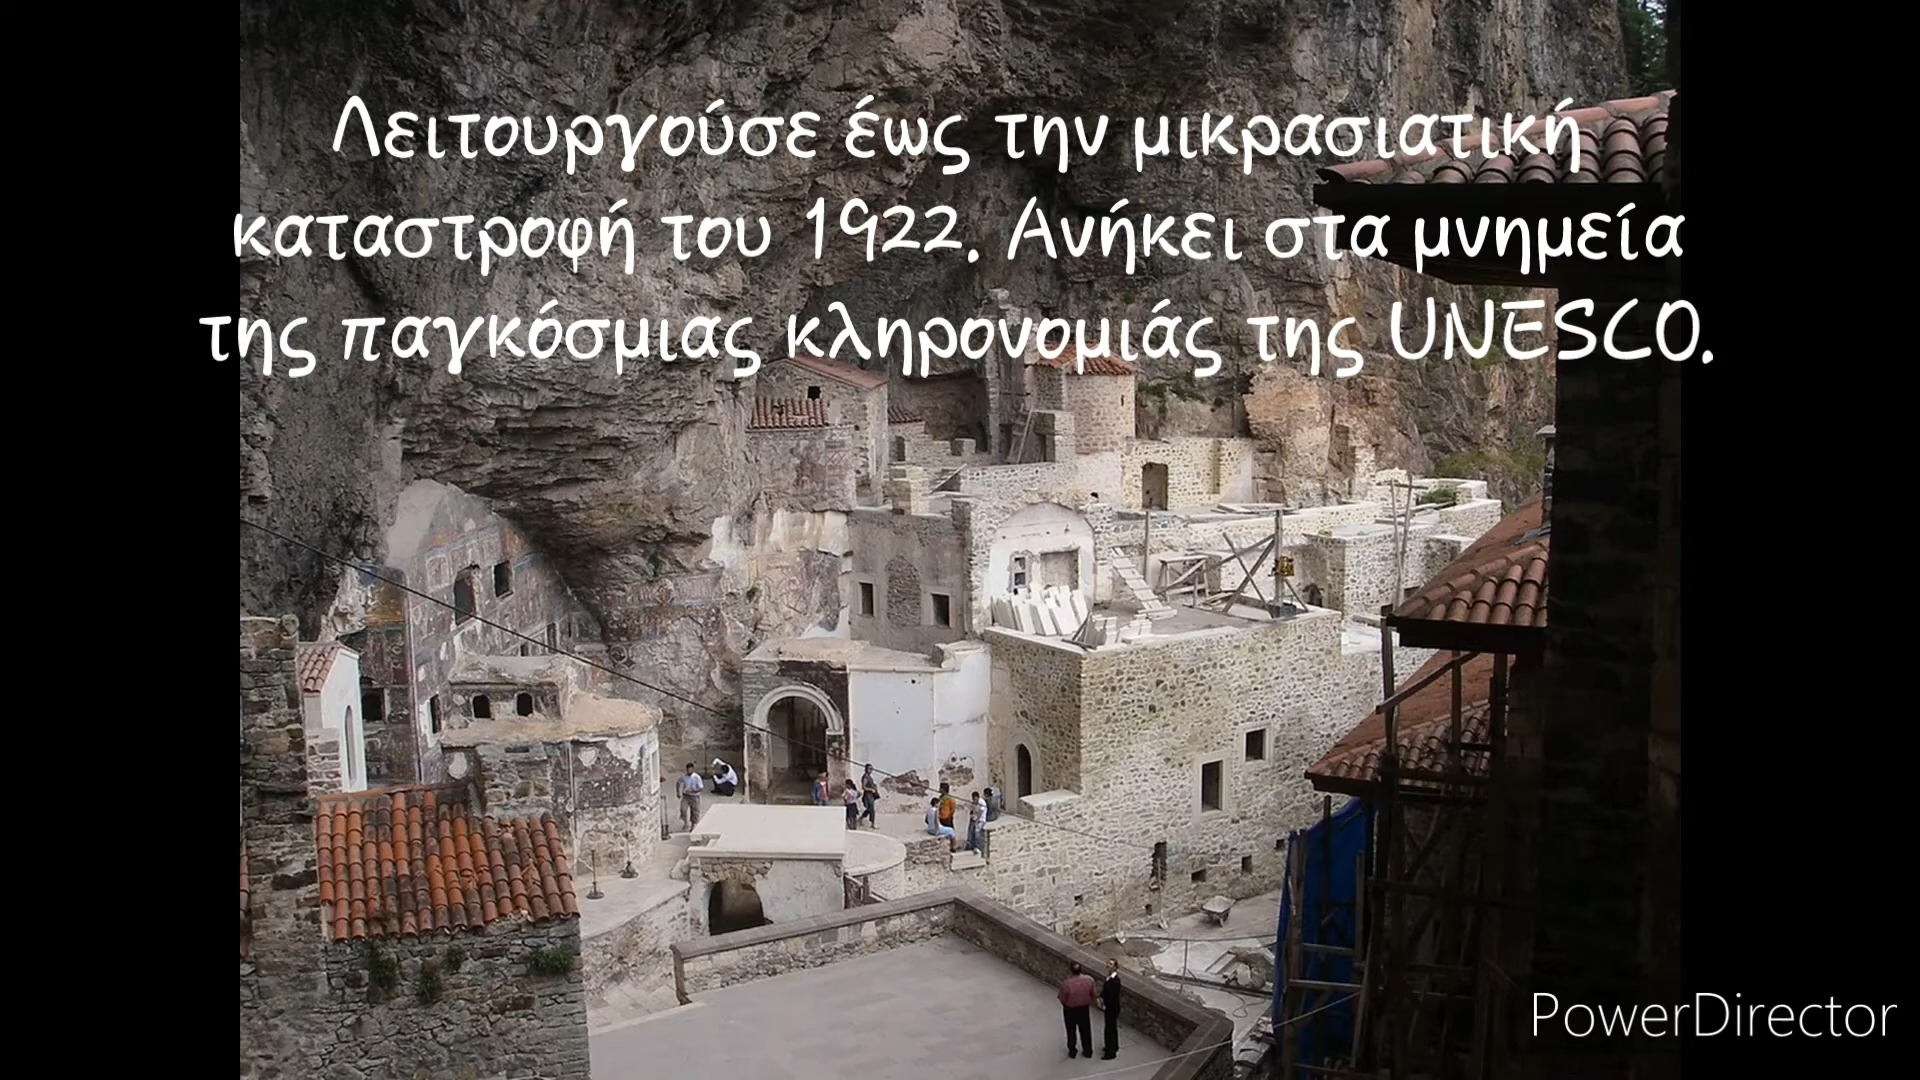 Λειτουργούσε έως την μικρασιατική
καταστροφή του 1922. Ανήκει στα μνημεία
της παγκόσμιας κληρονομιάς της UNESCO.
PowerDirector